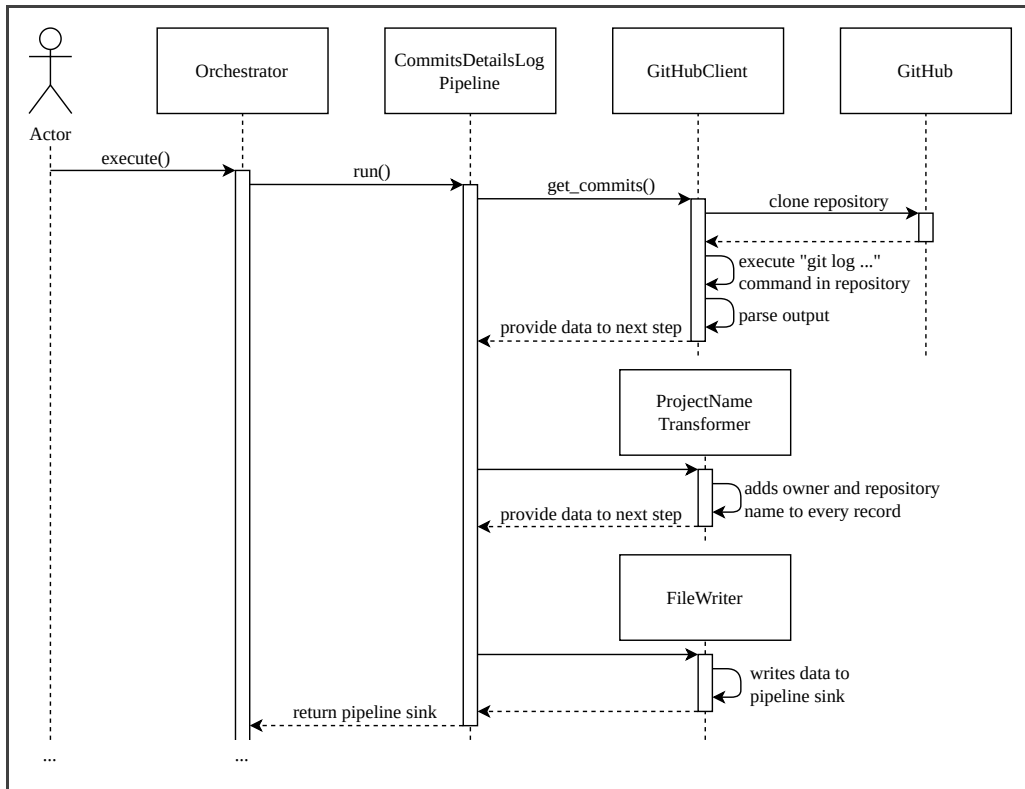 Orchestrator
CommitsDetailsLog
Pipeline
GitHubClient
GitHub
Actor
execute()
run()
get_commits()
clone repository
execute "git log ..."
command in repository
parse output
provide data to next step
ProjectName
Transformer
adds owner and repository
name to every record
provide data to next step
FileWriter
writes data to
pipeline sink
return pipeline sink
...
...